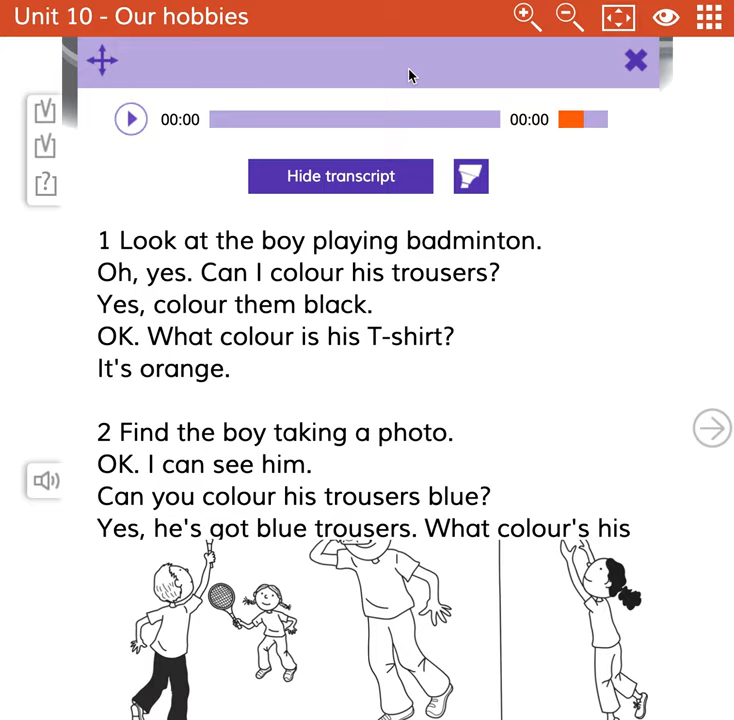 Unit 10 - Our hobbies
00:00
00:00
Hide transcript
1 Look at the boy playing badminton.
Oh, yes. Can I colour his trousers?
Yes, colour them black.
OK. What colour is his T-shirt?
It's orange.
2 Find the boy taking a photo.
OK. I can see him.
Can you colour his trousers blue?
Yes, he's got blue trousers. What colour's his